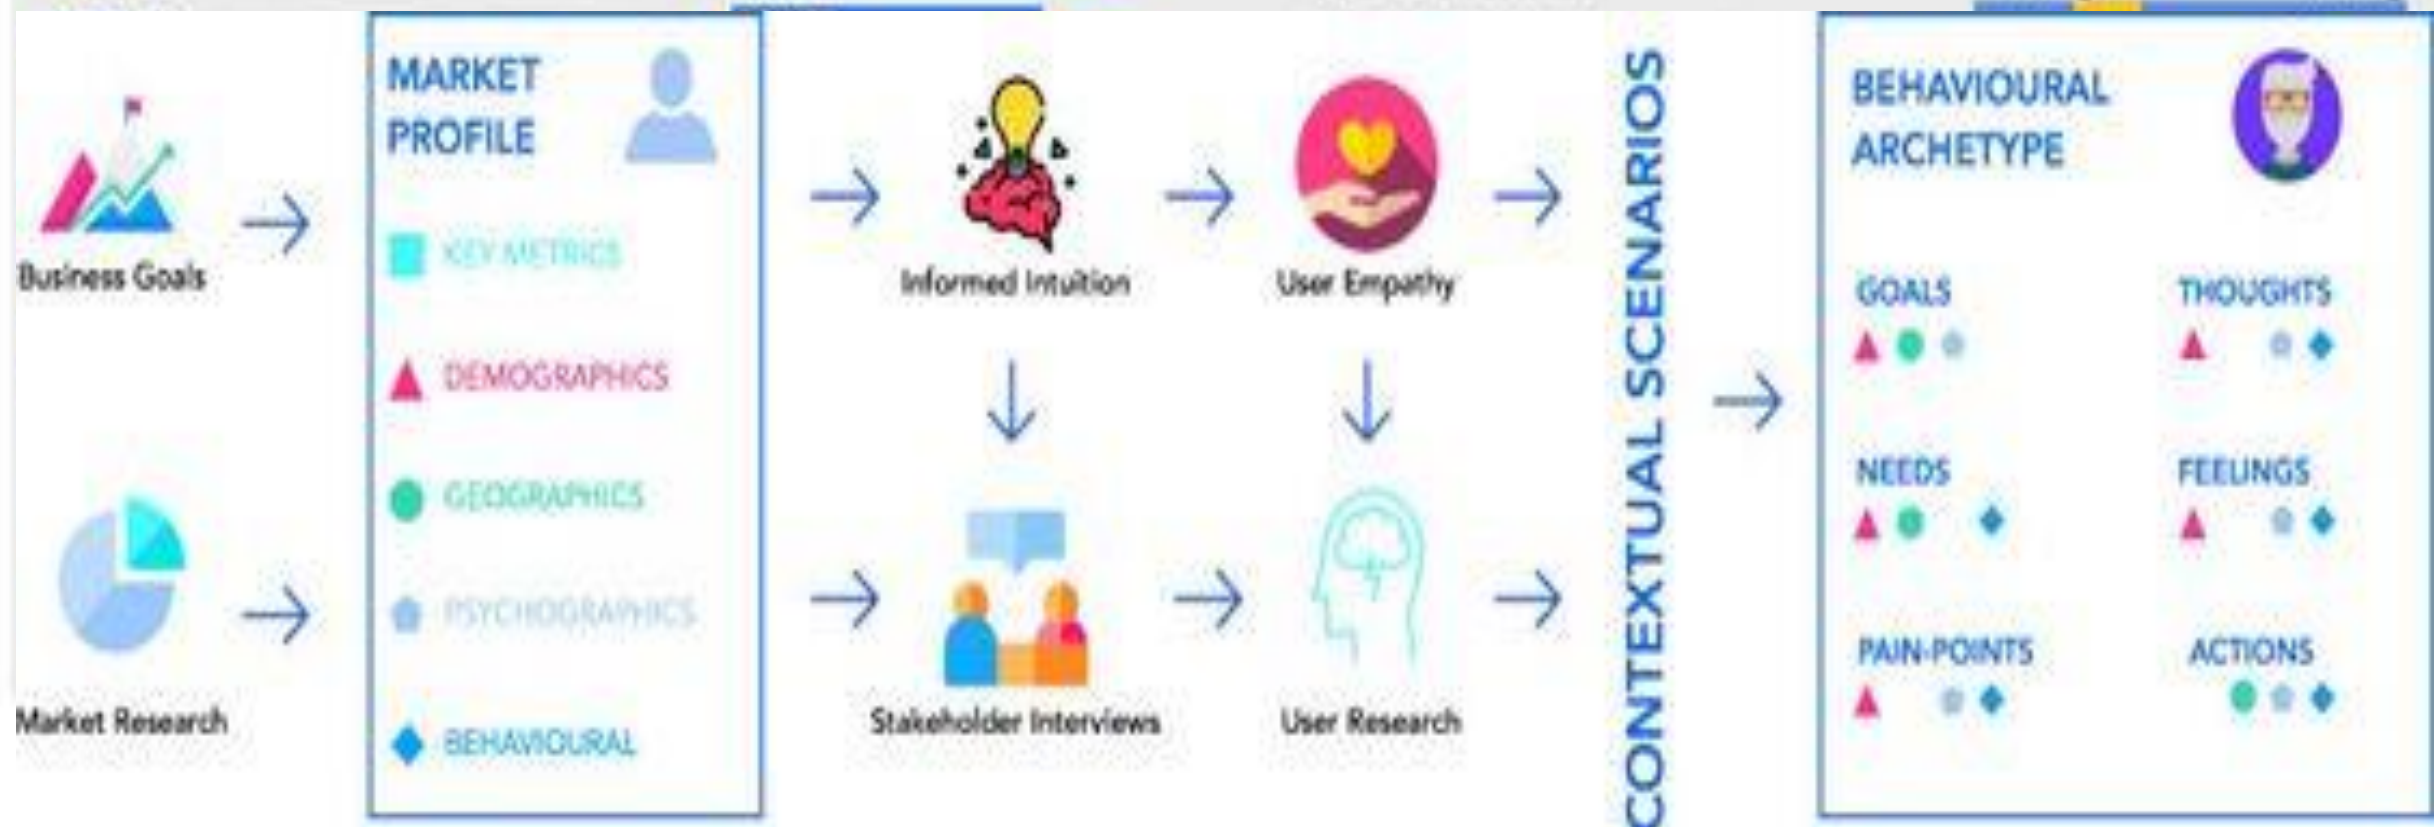 MARKET
PROFILE
KEY METRICS
DEMOGRAPHICS
GEOGRAPHICS
PSYCHOGRAPHICS
BEHAVIOURAL
Business Goals
Market Research
Informed Intuition
User Empathy
Stakeholder Interviews
User Research
CONTEXTUAL SCENARIOS
BEHAVIOURAL
ARCHETYPE
GOALS
THOUGHTS
NEEDS
FEELINGS
PAIN-POINTS
ACTIONS